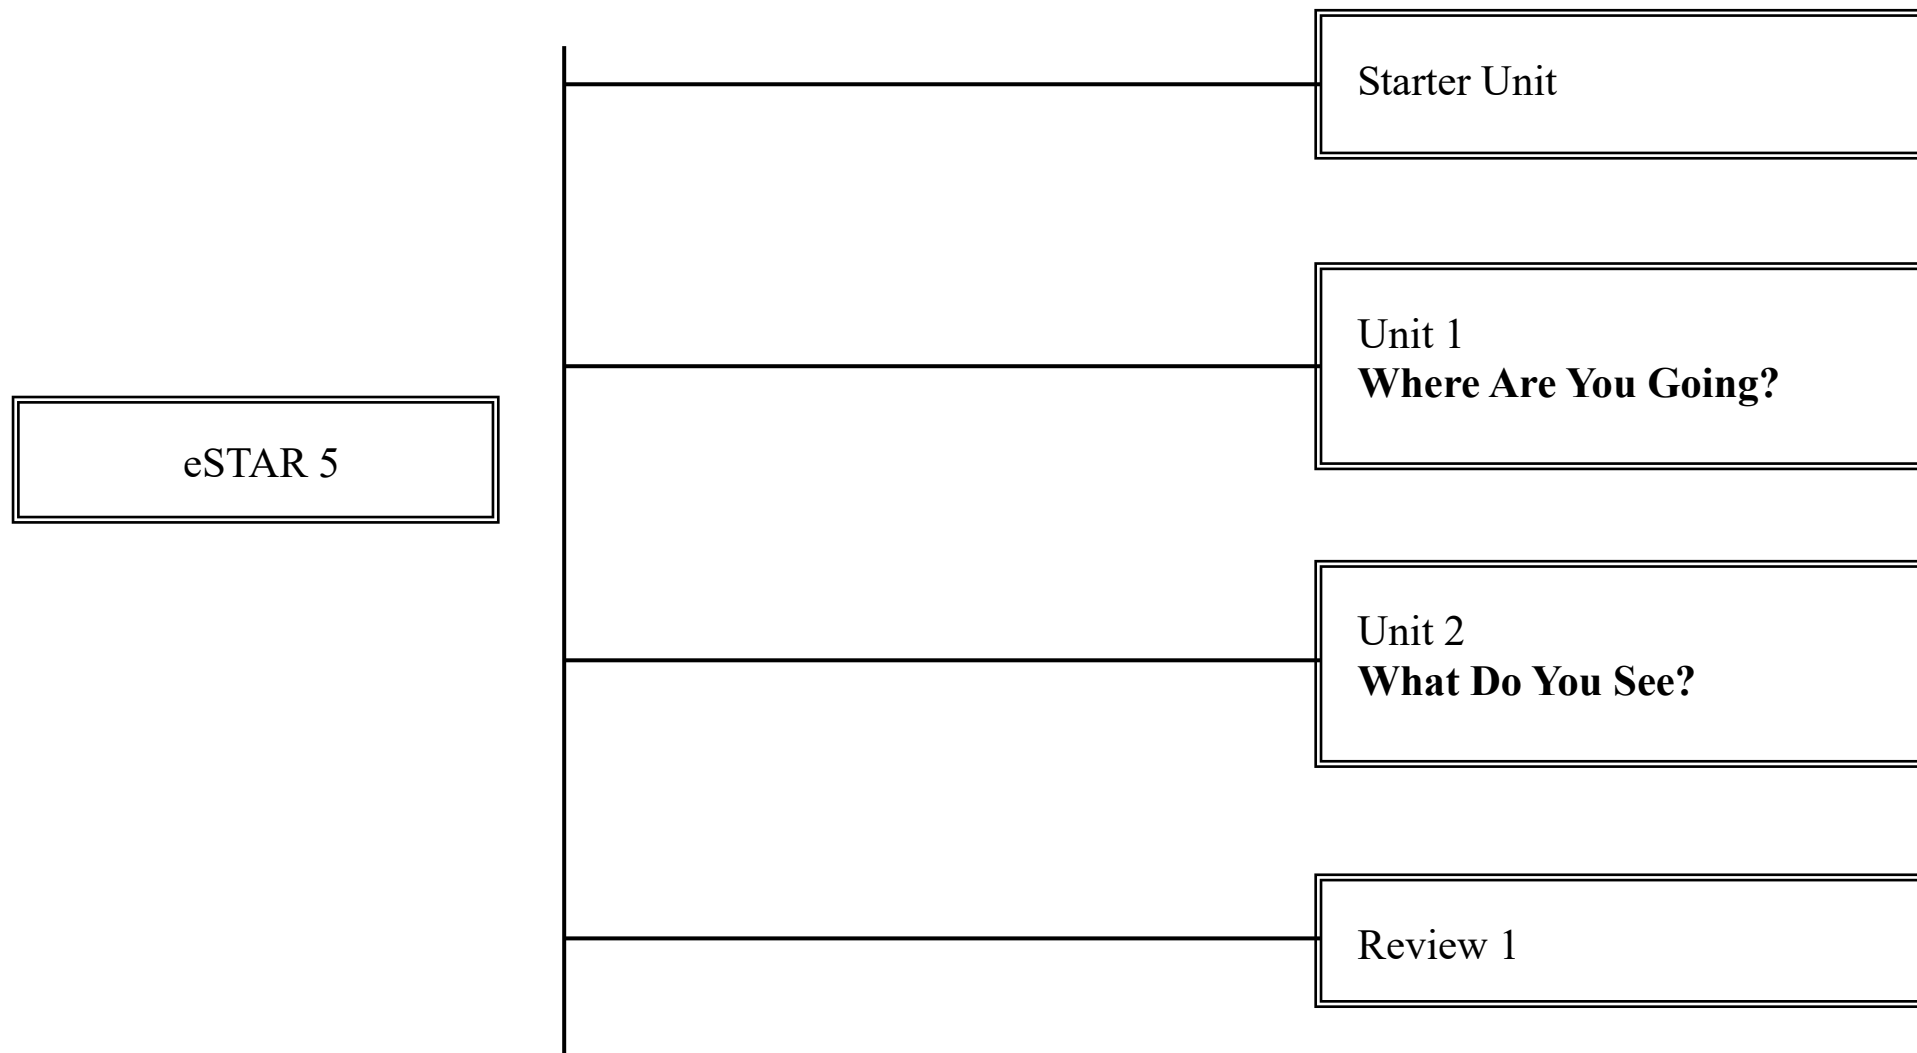 eSTAR 5
Starter Unit
Unit 1
Where Are You Going?
Unit 2
What Do You See?
Review 1